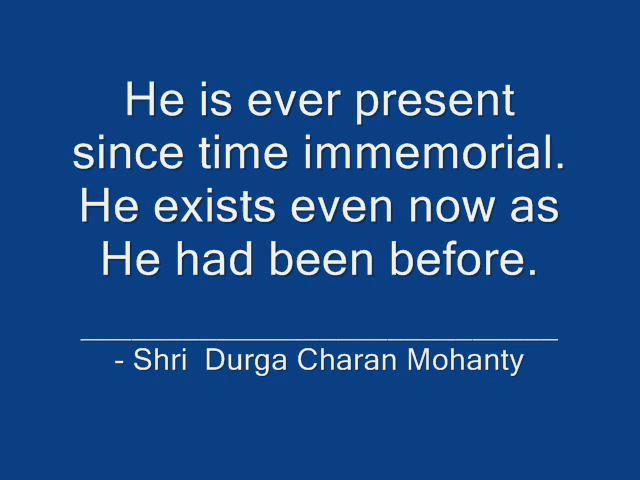 He is ever present
since time immemorial.
He exists even now as
He had been before.
- Shri  Durga Charan Mohanty